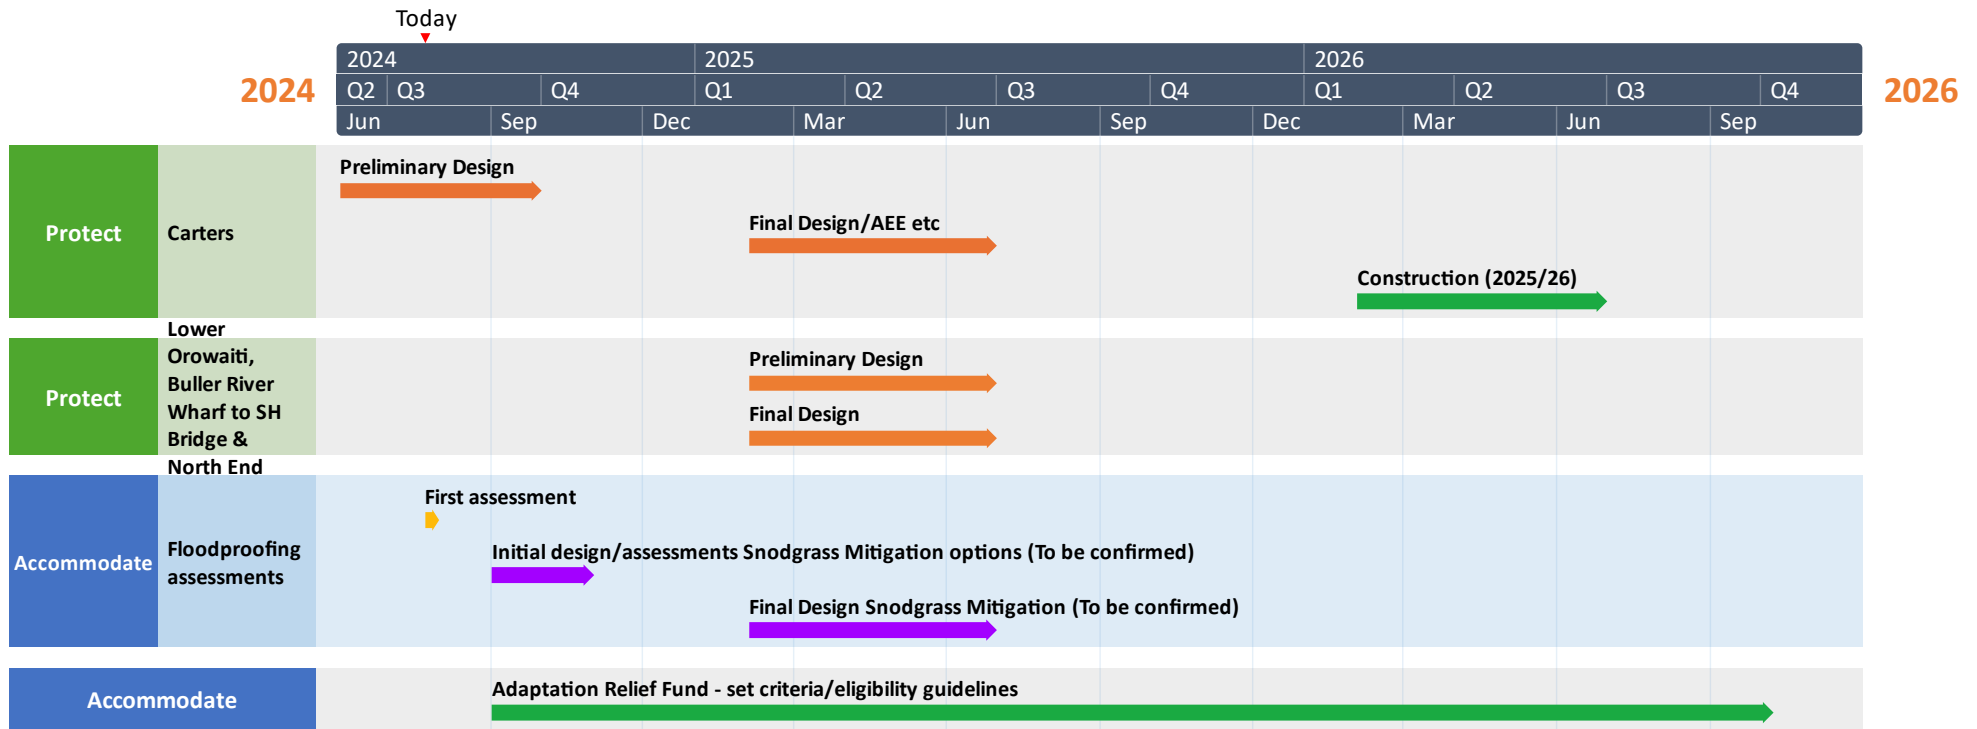 Today
2024 2025 2026
2024 Q2 Q3 Q4 Q1 Q2 Q3 Q4 Q1 Q2 Q3 Q4 2026
Jun Sep Dec Mar Jun Sep Dec Mar Jun Sep
Protect
Carters
Preliminary Design
Final Design/AEE etc
Construction (2025/26)
Protect
Lower
Orowaiti,
Buller River
Wharf to SH
Bridge &
North End
Preliminary Design
Final Design
Accommodate
Floodproofing
assessments
First assessment
Initial design/assessments Snodgrass Mitigation options (To be confirmed)
Final Design Snodgrass Mitigation (To be confirmed)
Accommodate
Adaptation Relief Fund - set criteria/eligibility guidelines